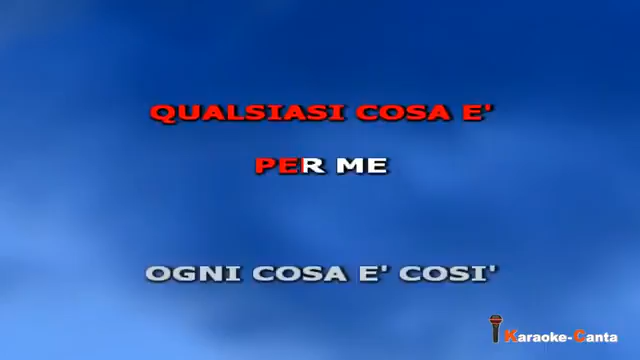 QUALSIASI COSA E'
PER ME
OGNI COSA E' COSI'
Karaoke-Canta